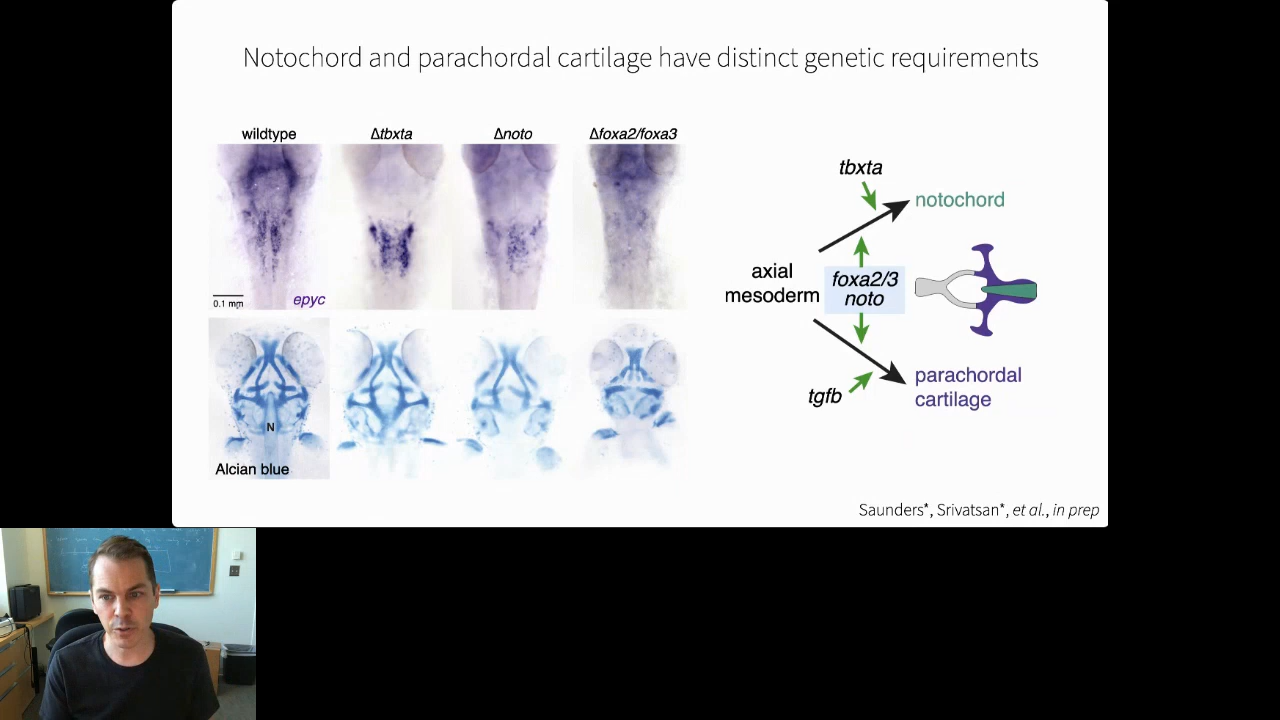 Notochord and parachordal cartilage have distinct genetic requirements
wildtype
Δtbxta
Δnoto
Δfoxa2/foxa3
0.1 mm
epyc
N
Alcian blue
tbxta
notochord
axial
mesoderm
foxa2/3
noto
tgfb
parachordal
cartilage
Saunders*, Srivatsan*, et al., in prep